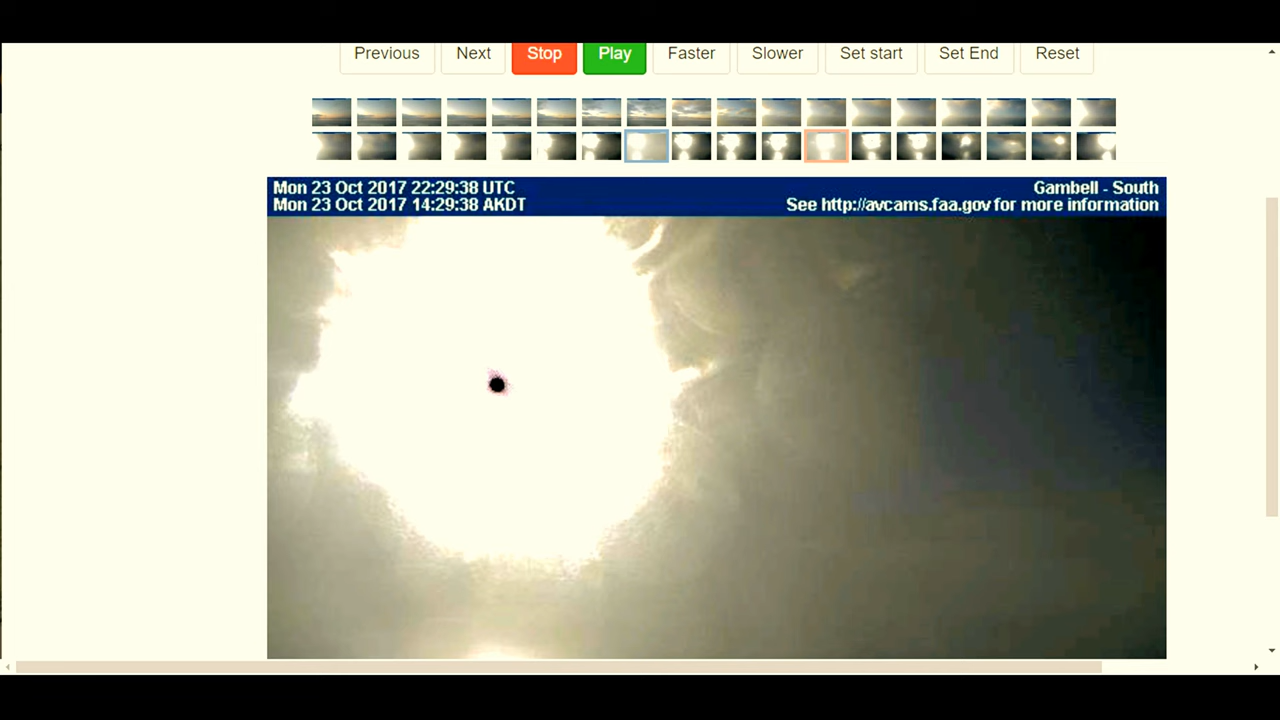 Previous Next Stop Play Faster Slower Set start Set End Reset
Mon 23 Oct 2017 22:29:38 UTC Gambell - South
Mon 23 Oct 2017 14:29:38 AKDT See http://avcams.faa.gov for more information